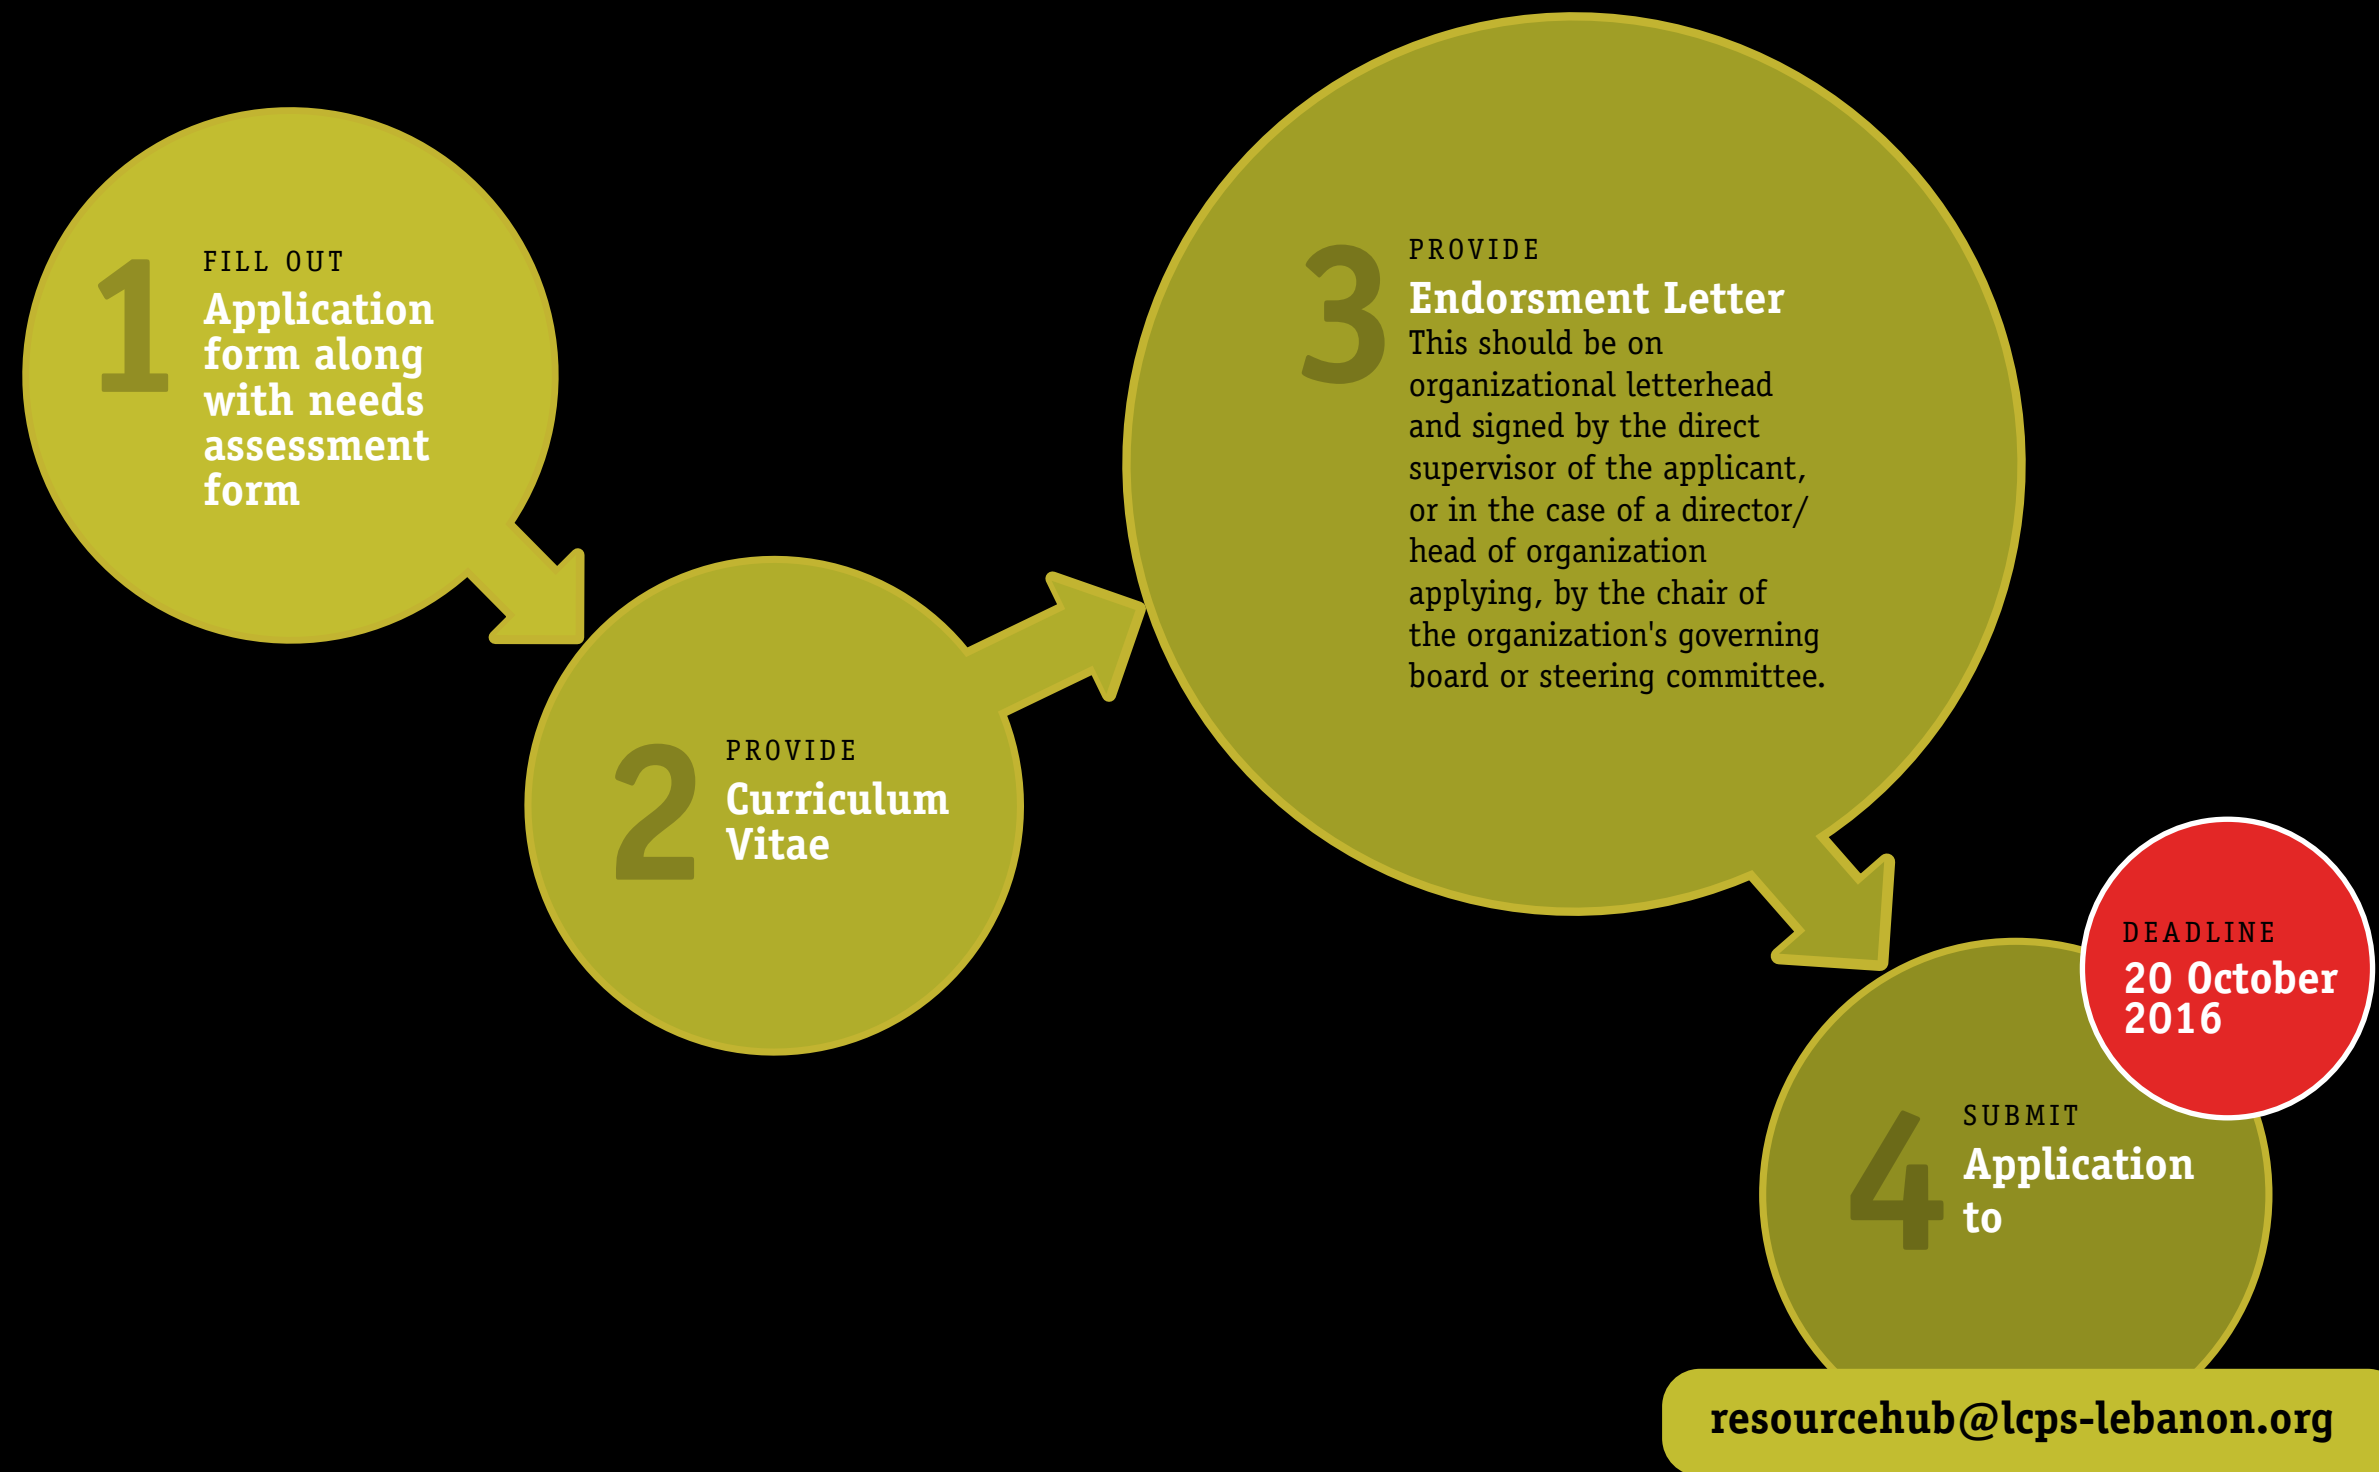 1
FILL OUT
Application
form along
with needs
assessment
form
2
PROVIDE
Curriculum
Vitae
3
PROVIDE
Endorsment Letter
This should be on
organizational letterhead
and signed by the direct
supervisor of the applicant,
or in the case of a director/
head of organization
applying, by the chair of
the organization's governing
board or steering committee.
DEADLINE
20 October
2016
4
SUBMIT
Application
to
resourcehub@lcps-lebanon.org